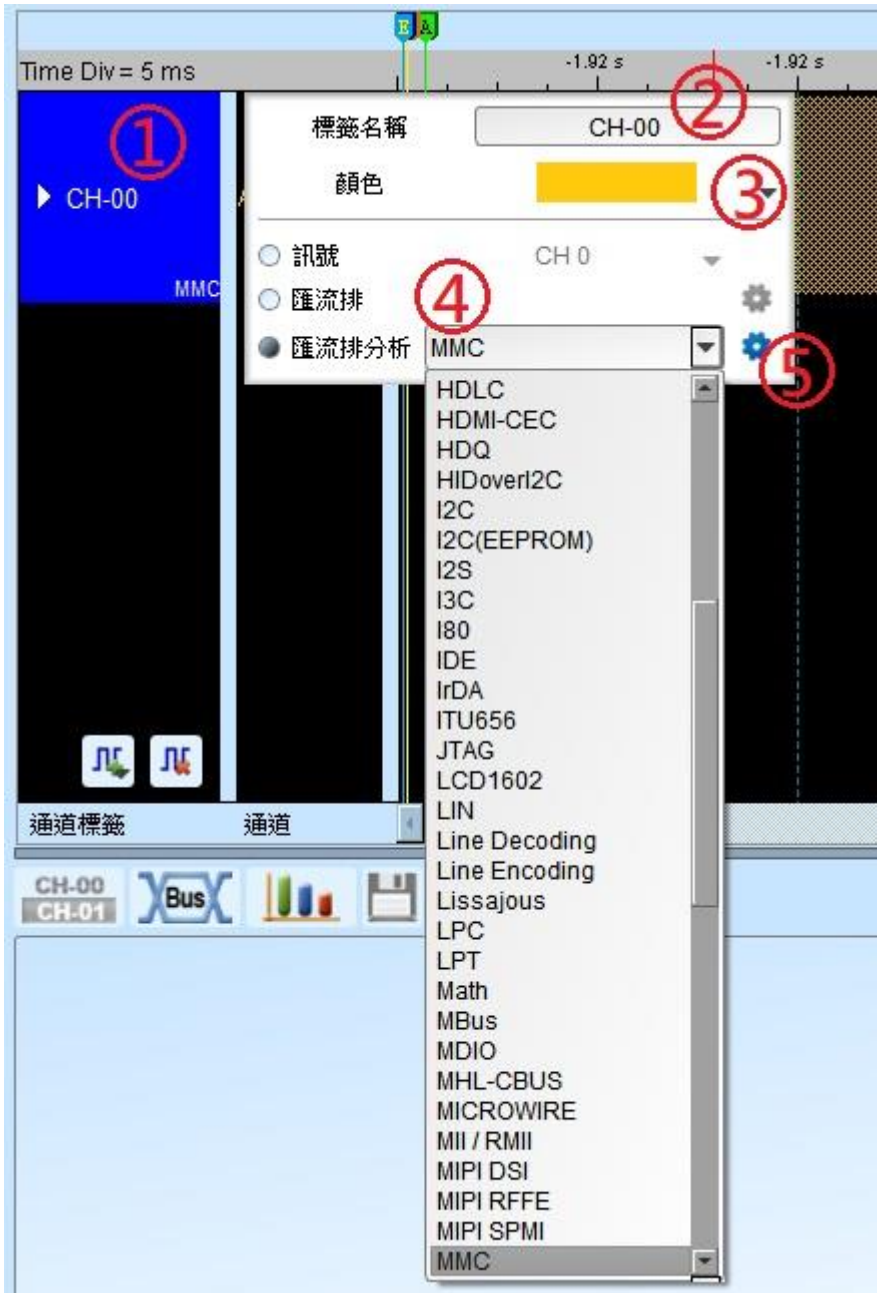 E A
Time Div = 5 ms
-1.92 s -1.92 s
①
②
標籤名稱 CH-00
顏色
③
CH-00
訊號 CH 0
MMC
匯流排
④
匯流排分析 MMC
⑤
HDLC
HDMI-CEC
HDQ
HIDoverI2C
I2C
I2C(EEPROM)
I2S
I3C
I80
IDE
IrDA
ITU656
JTAG
LCD1602
LIN
Line Decoding
Line Encoding
Lissajous
LPC
LPT
Math
MBus
MDIO
MHL-CBUS
MICROWIRE
MII / RMII
MIPI DSI
MIPI RFFE
MIPI SPMI
MMC
通道標籤 通道
CH-00
CH-01
Bus